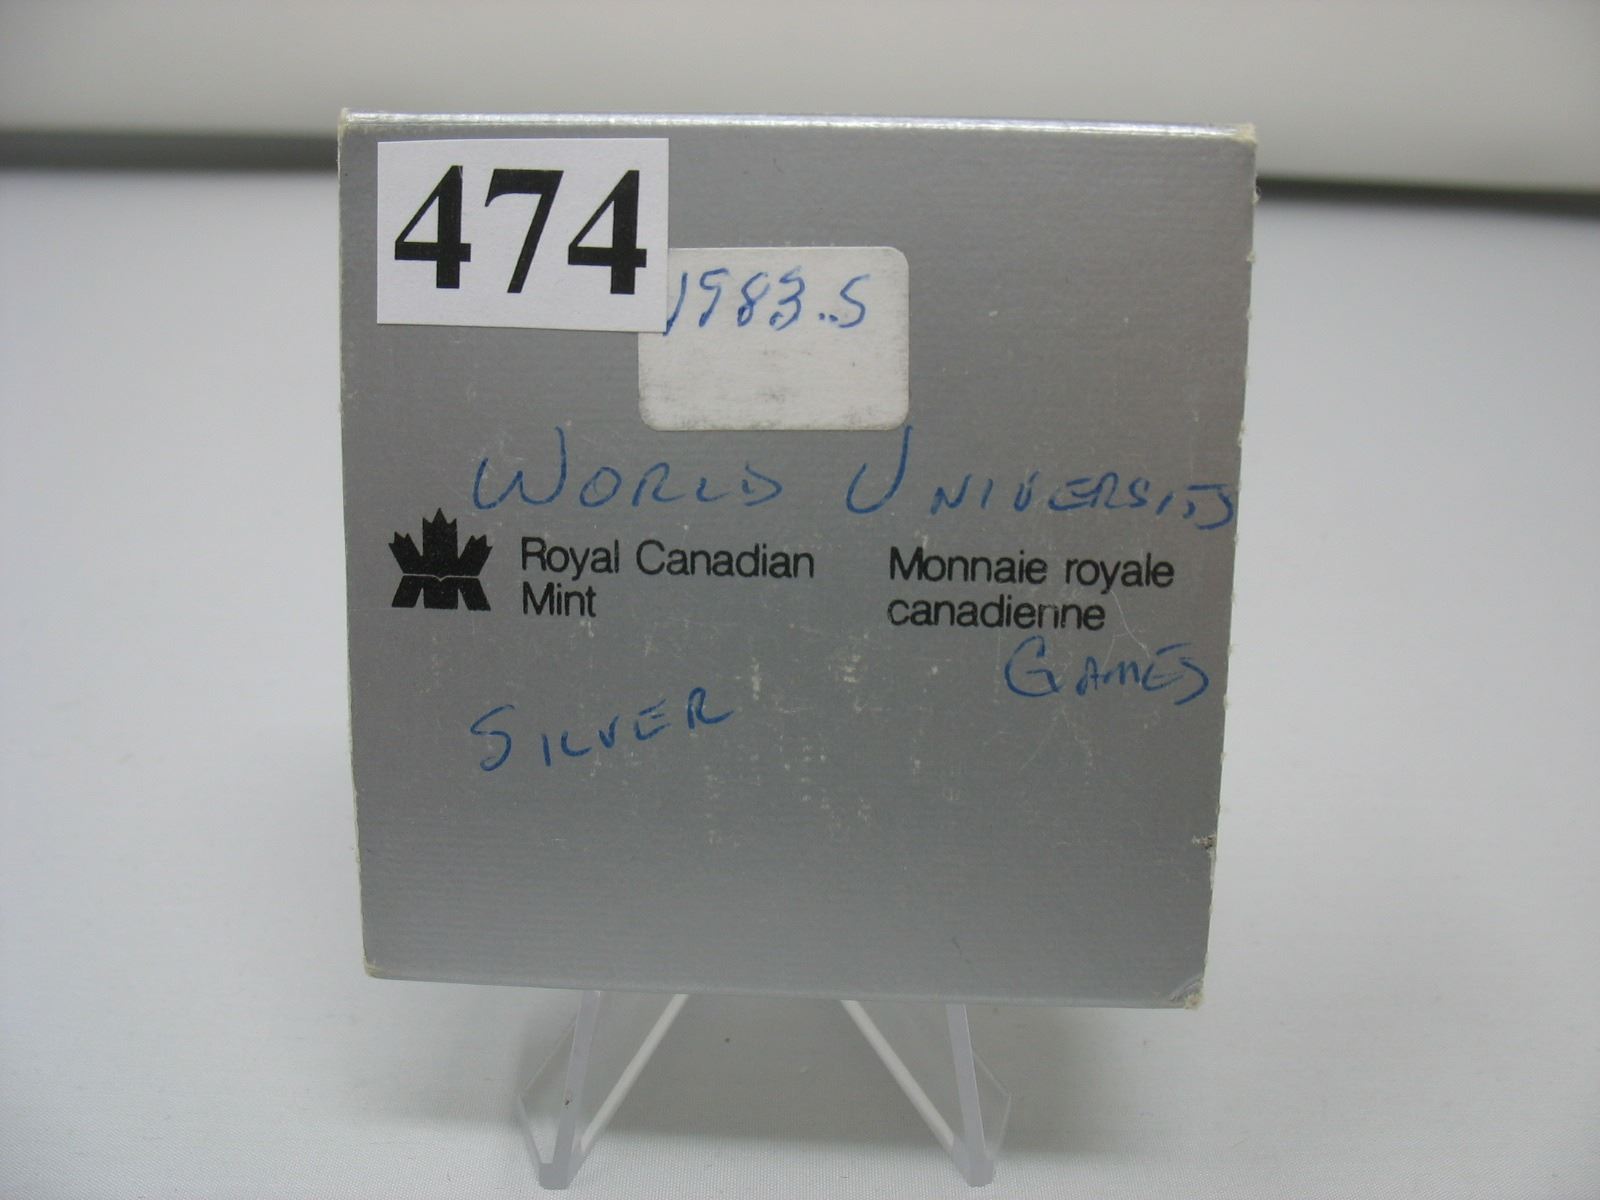 474
1983..S
WORLD UNIVERSITY
Royal Canadian Mint
Monnaie royale canadienne
GAMES
SILVER